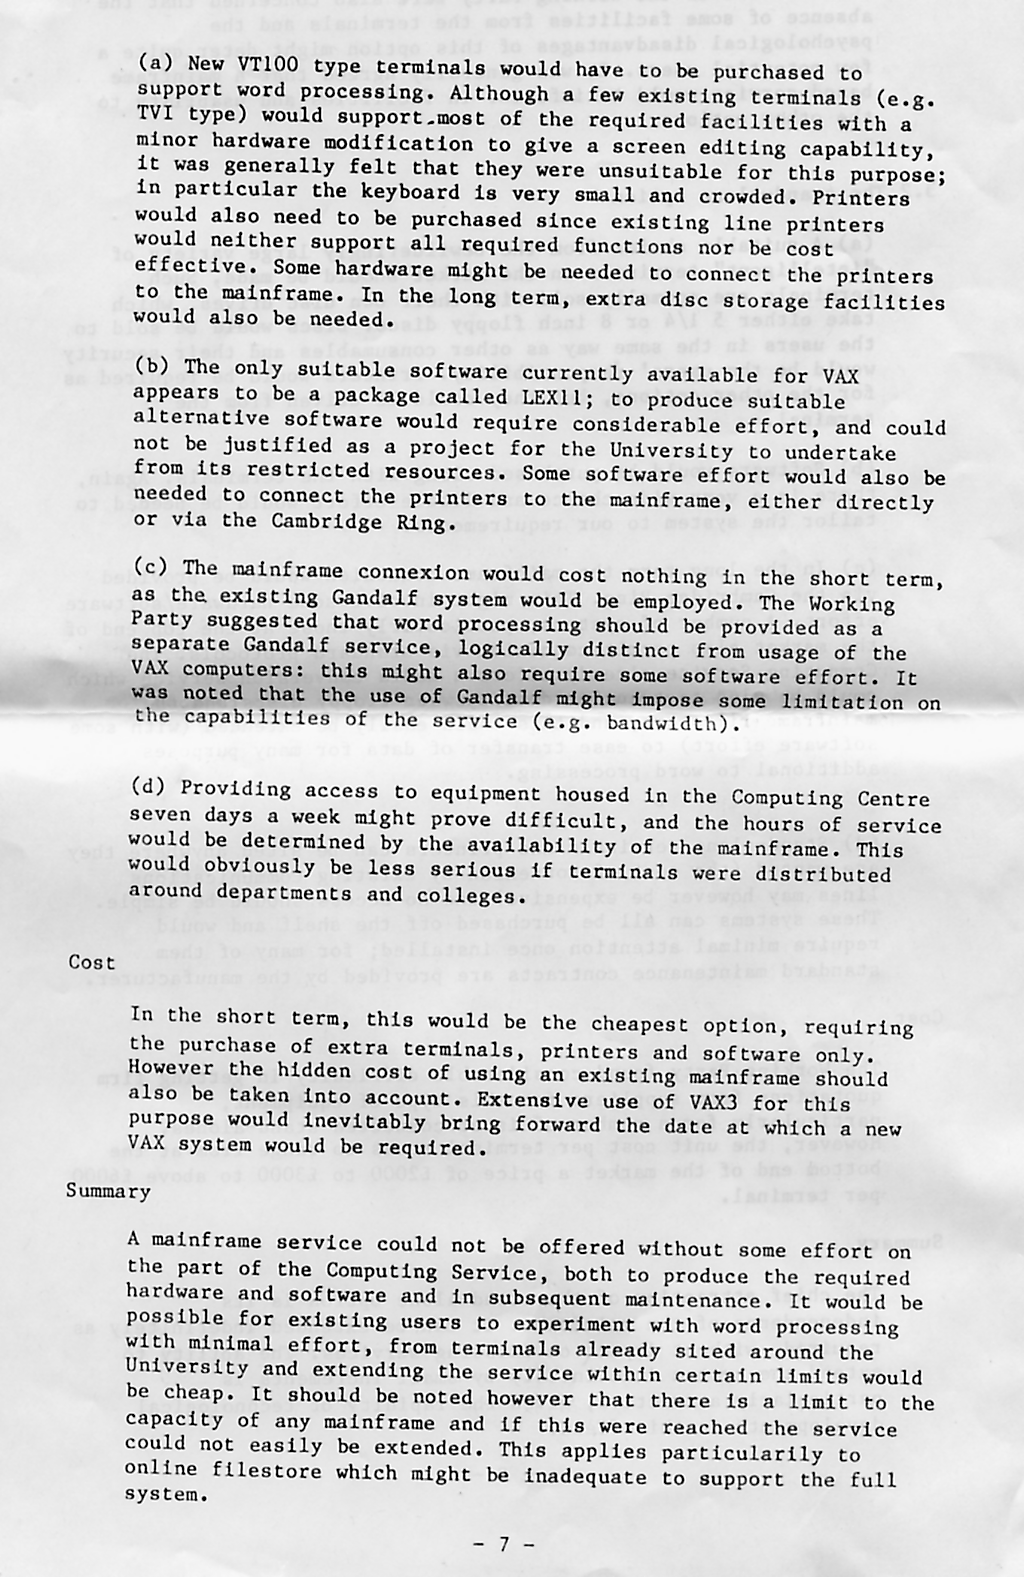 (a) New VT100 type terminals would have to be purchased to
support word processing. Although a few existing terminals (e.g.
TVI type) would support most of the required facilities with a
minor hardware modification to give a screen editing capability,
it was generally felt that they were unsuitable for this purpose;
in particular the keyboard is very small and crowded. Printers
would also need to be purchased since existing line printers
would neither support all required functions nor be cost
effective. Some hardware might be needed to connect the printers
to the mainframe. In the long term, extra disc storage facilities
would also be needed.
(b) The only suitable software currently available for VAX
appears to be a package called LEX11; to produce suitable
alternative software would require considerable effort, and could
not be justified as a project for the University to undertake
from its restricted resources. Some software effort would also be
needed to connect the printers to the mainframe, either directly
or via the Cambridge Ring.
(c) The mainframe connexion would cost nothing in the short term,
as the existing Gandalf system would be employed. The Working
Party suggested that word processing should be provided as a
separate Gandalf service, logically distinct from usage of the
VAX computers: this might also require some software effort. It
was noted that the use of Gandalf might impose some limitation on
the capabilities of the service (e.g. bandwidth).
(d) Providing access to equipment housed in the Computing Centre
seven days a week might prove difficult, and the hours of service
would be determined by the availability of the mainframe. This
would obviously be less serious if terminals were distributed
around departments and colleges.
Cost
In the short term, this would be the cheapest option, requiring
the purchase of extra terminals, printers and software only.
However the hidden cost of using an existing mainframe should
also be taken into account. Extensive use of VAX3 for this
purpose would inevitably bring forward the date at which a new
VAX system would be required.
Summary
A mainframe service could not be offered without some effort on
the part of the Computing Service, both to produce the required
hardware and software and in subsequent maintenance. It would be
possible for existing users to experiment with word processing
with minimal effort, from terminals already sited around the
University and extending the service within certain limits would
be cheap. It should be noted however that there is a limit to the
capacity of any mainframe and if this were reached the service
could not easily be extended. This applies particularily to
online filestore which might be inadequate to support the full
system.
- 7 -